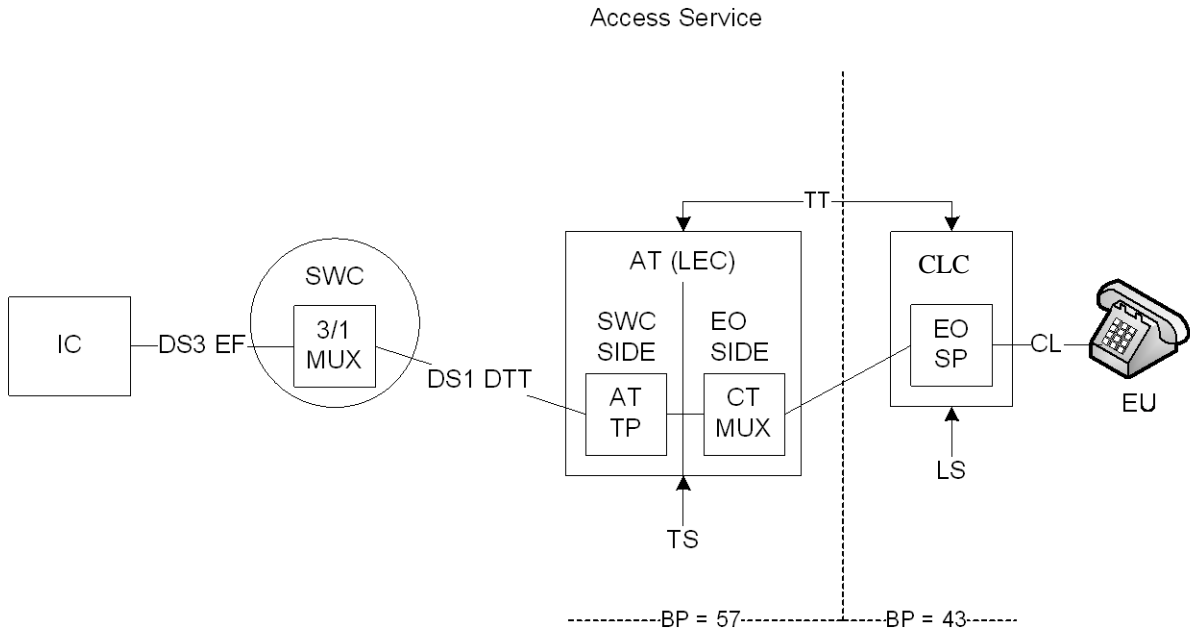 Access Service
TT
AT (LEC)
CLC
SWC
SWC
SIDE
EO
SIDE
IC
DS3 EF
3/1
MUX
DS1 DTT
AT
TP
CT
MUX
EO
SP
CL
EU
LS
TS
BP = 57
BP = 43